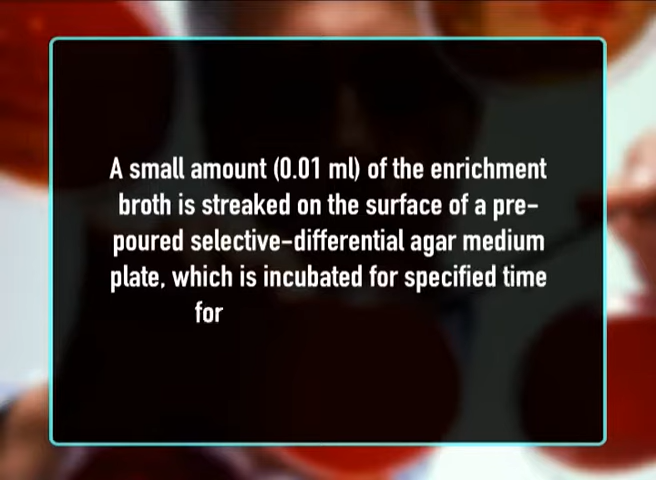 A small amount (0.01 ml) of the enrichment
broth is streaked on the surface of a pre-
poured selective-differential agar medium
plate, which is incubated for specified time
for